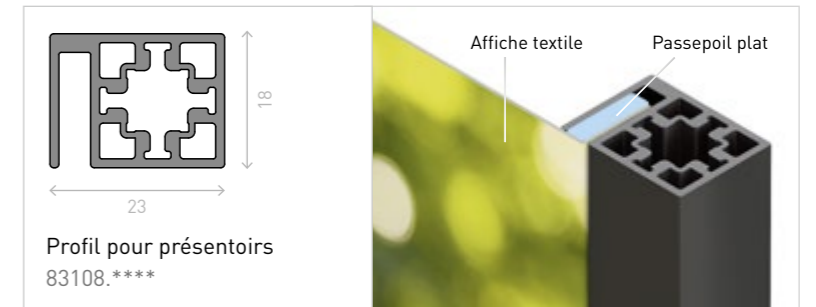 18
23
Profil pour présentoirs
83108.****
Affiche textile
Passepoil plat